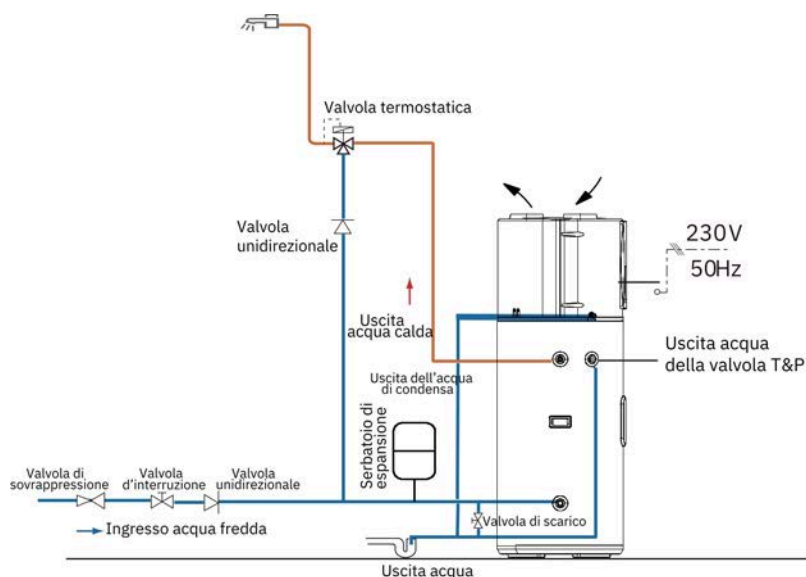 Valvola termostatica
Valvola
unidirezionale
230V
50Hz
Uscita
acqua calda
Uscita acqua
della valvola T&P
Uscita dell'acqua
di condensa
Serbatoio di
espansione
Valvola di
sovrappressione
Valvola
d'interruzione
Valvola
unidirezionale
Ingresso acqua fredda
Valvola di scarico
Uscita acqua